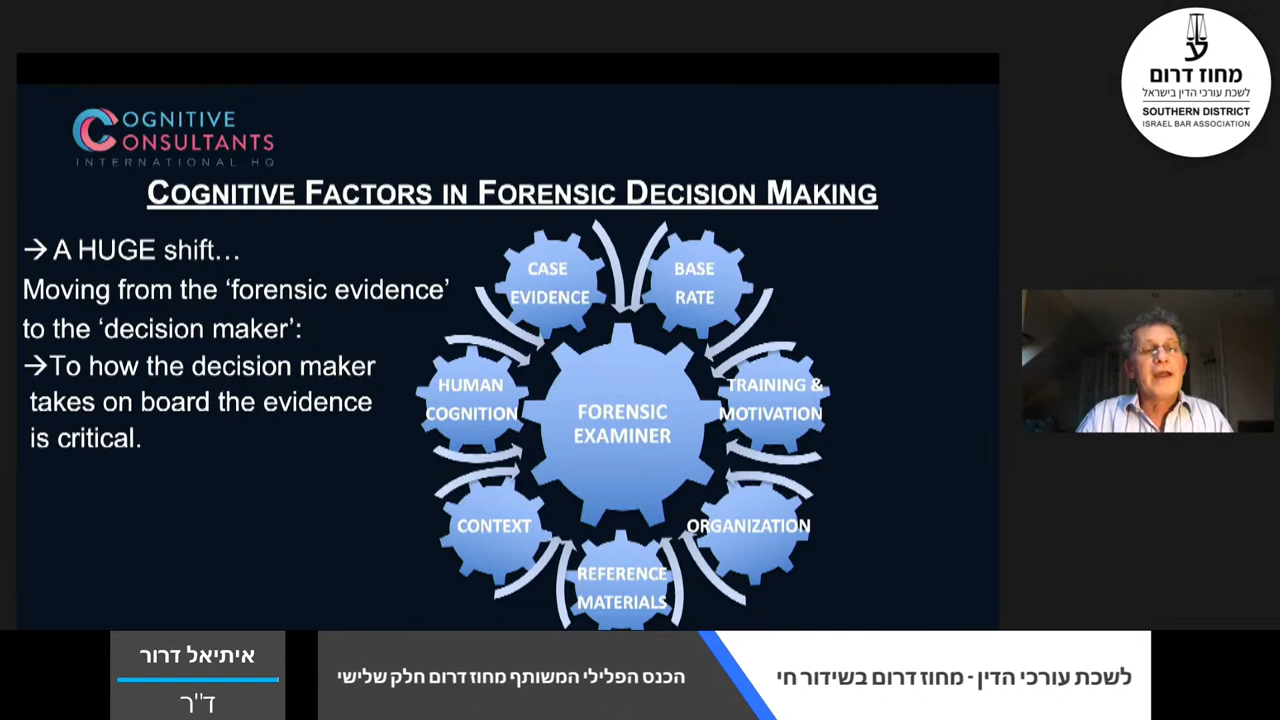 COGNITIVE
CONSULTANTS
INTERNATIONAL HQ
COGNITIVE FACTORS IN FORENSIC DECISION MAKING
→ A HUGE shift...
Moving from the ‘forensic evidence’
to the ‘decision maker’:
→To how the decision maker
takes on board the evidence
is critical.
CASE
EVIDENCE
BASE
RATE
HUMAN
COGNITION
FORENSIC
EXAMINER
TRAINING &
MOTIVATION
CONTEXT
ORGANIZATION
REFERENCE
MATERIALS
מחוז דרום
לשכת עורכי הדין בישראל
SOUTHERN DISTRICT
ISRAEL BAR ASSOCIATION
לשכת עורכי הדין - מחוז דרום בשידור חי
הכנס הפלילי המשותף מחוז דרום חלק שלישי
איתיאל דרור
ד"ר